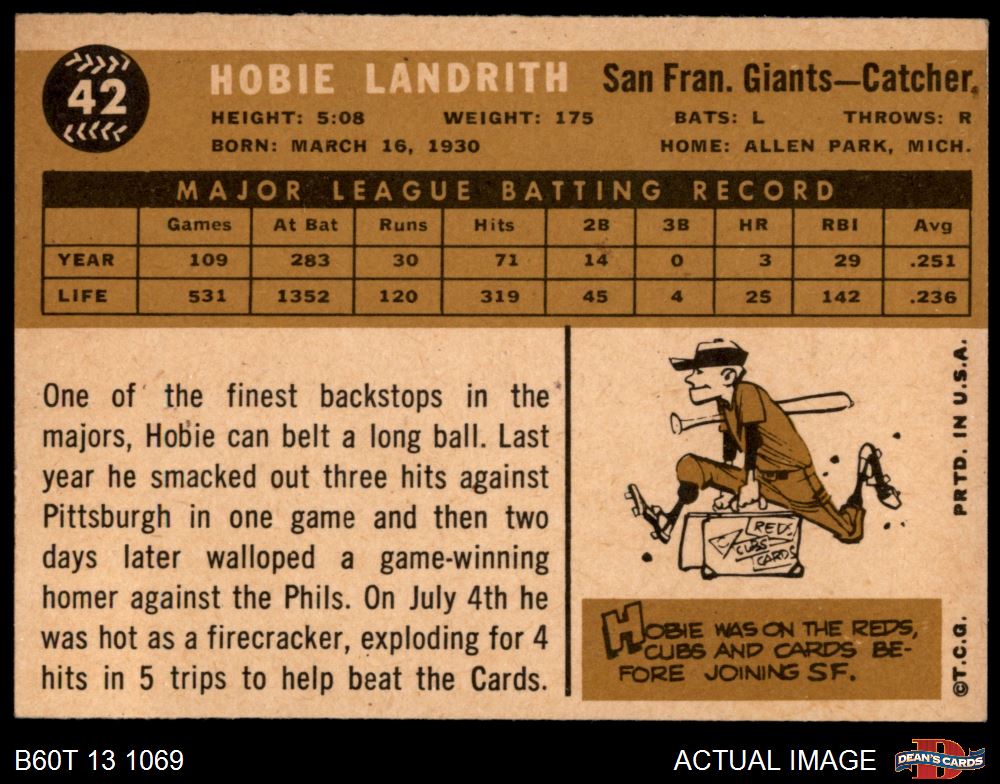 42
HOBIE LANDRITH San Fran. Giants—Catcher
HEIGHT: 5:08 WEIGHT: 175 BATS: L THROWS: R
BORN: MARCH 16, 1930 HOME: ALLEN PARK, MICH.
MAJOR LEAGUE BATTING RECORD
Games At Bat Runs Hits 2B 3B HR RBI Avg
YEAR 109 283 30 71 14 0 3 29 .251
LIFE 531 1352 120 319 45 4 25 142 .236
One of the finest backstops in the
majors, Hobie can belt a long ball. Last
year he smacked out three hits against
Pittsburgh in one game and then two
days later walloped a game-winning
homer against the Phils. On July 4th he
was hot as a firecracker, exploding for 4
hits in 5 trips to help beat the Cards.
REDS
CUBS
CARDS
HOBIE WAS ON THE REDS,
CUBS AND CARDS BE-
FORE JOINING SF.
PRTD. IN U.S.A.
©T.C.G.
B60T 13 1069
ACTUAL IMAGE
D
DEAN'S CARDS